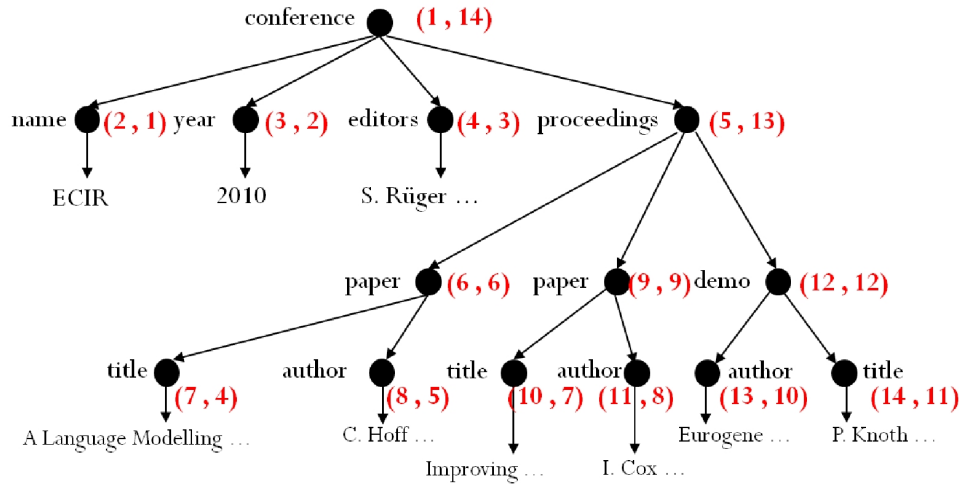 conference (1 , 14)
name (2 , 1) year (3 , 2) editors (4 , 3) proceedings (5 , 13)
ECIR 2010 S. Rüger …
paper (6 , 6) paper (9 , 9) demo (12 , 12)
title author title author author title
(7 , 4) (8 , 5) (10 , 7) (11 , 8) (13 , 10) (14 , 11)
A Language Modelling … C. Hoff … Eurogene … P. Knoth …
Improving … I. Cox …